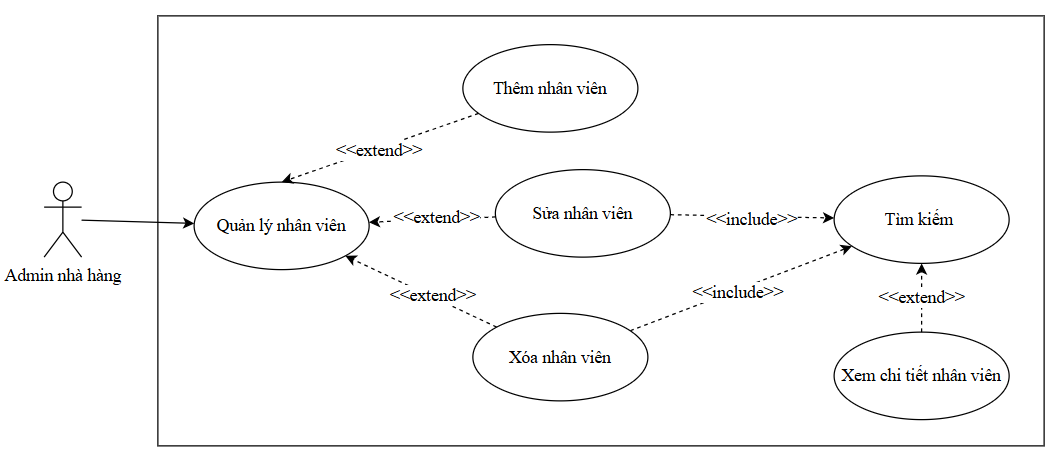 Thêm nhân viên
<<extend>>
Admin nhà hàng
Quản lý nhân viên
<<extend>>
Sửa nhân viên
<<include>>
Tìm kiếm
<<extend>>
<<include>>
<<extend>>
Xóa nhân viên
Xem chi tiết nhân viên